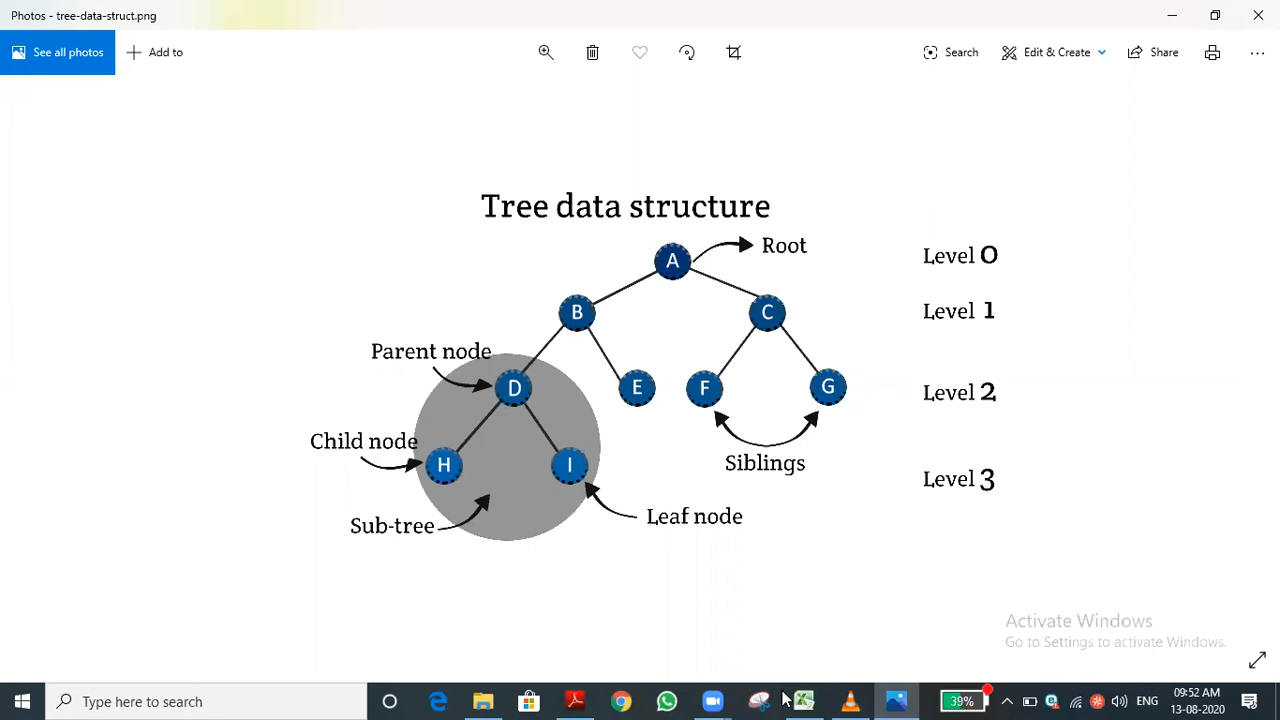 Photos - tree-data-struct.png
See all photos
Add to
Search
Edit & Create
Share
Tree data structure
A
Root
Level 0
B
C
Level 1
Parent node
D
E
F
G
Level 2
Child node
H
I
Siblings
Level 3
Sub-tree
Leaf node
Activate Windows
Go to Settings to activate Windows.
Type here to search
39%
ENG
09:52 AM
13-08-2020